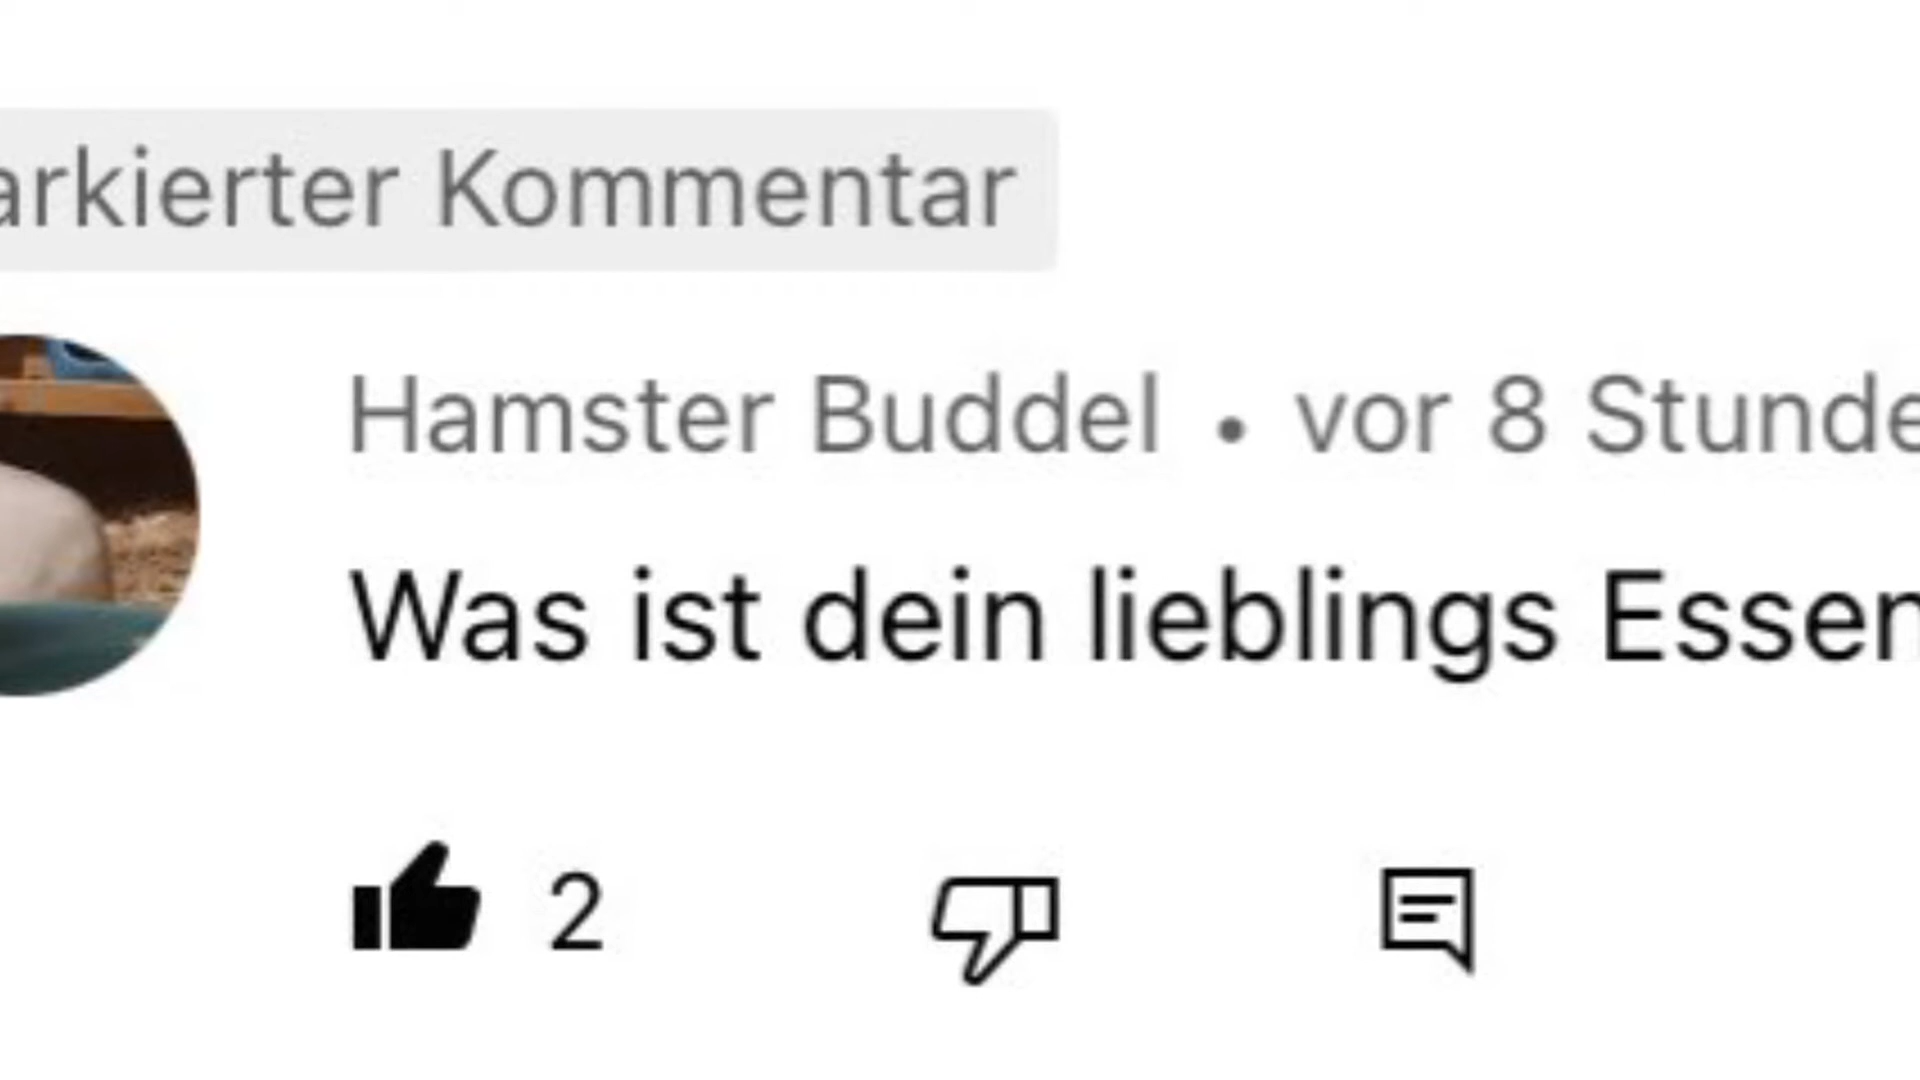 arkierter Kommentar
Hamster Buddel • vor 8 Stunde
Was ist dein lieblings Essen
2